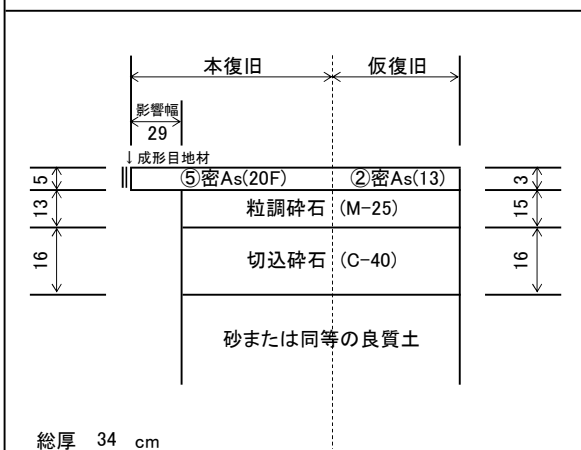 本復旧 仮復旧
影響幅
29
↓成形目地材
5 ⑤密As(20F) ②密As(13) 3
13 粒調砕石 (M-25) 15
16 切込砕石 (C-40) 16
砂または同等の良質土
総厚 34 cm